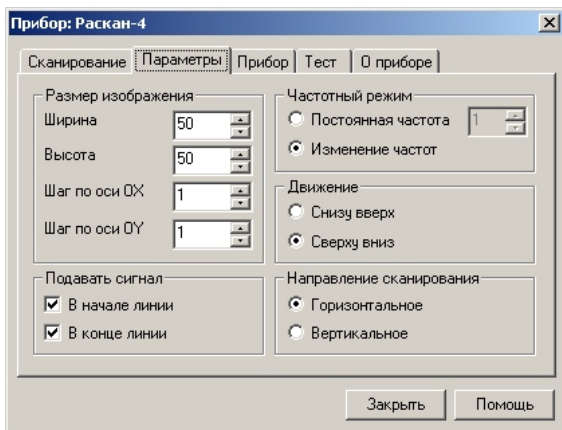 Прибор: Раскан-4
Сканирование Параметры Прибор Тест О приборе
Размер изображения
Ширина 50
Высота 50
Шаг по оси OX 1
Шаг по оси OY 1
Подавать сигнал
В начале линии
В конце линии
Частотный режим
Постоянная частота 1
Изменение частот
Движение
Снизу вверх
Сверху вниз
Направление сканирования
Горизонтальное
Вертикальное
Закрыть Помощь